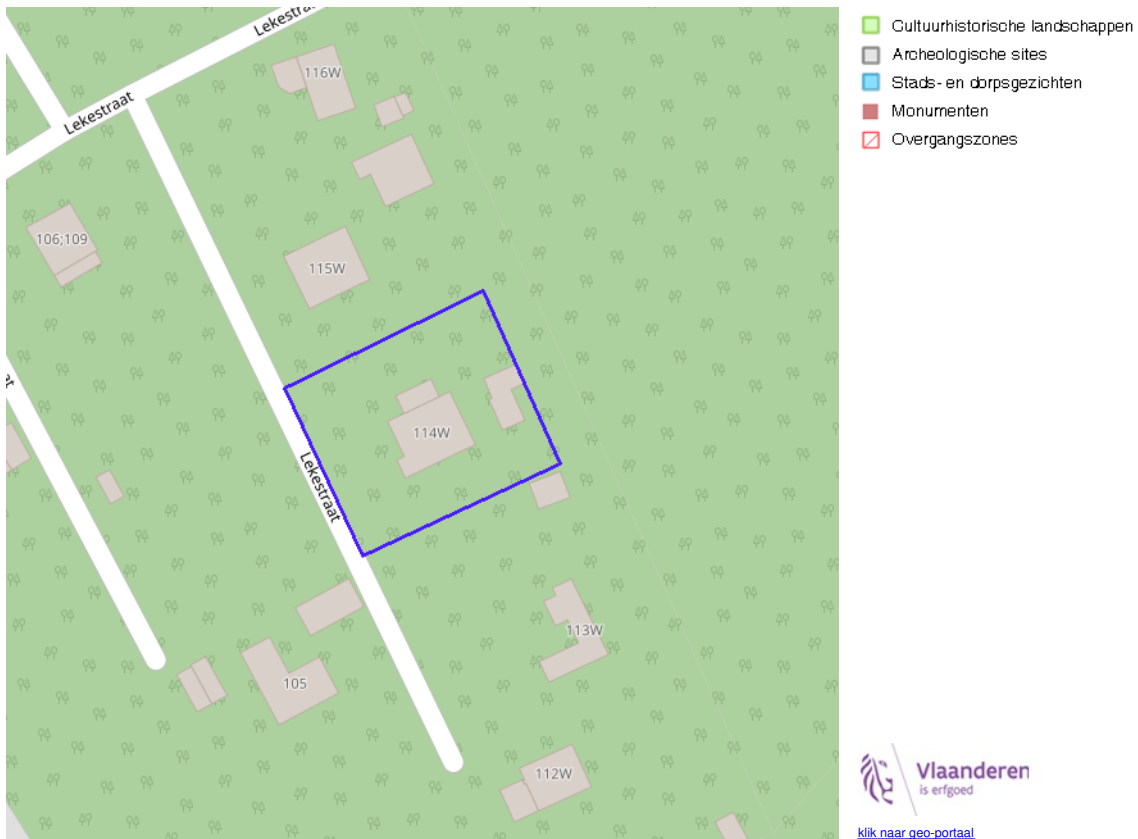 Lekestra
116W
Lekestraat
106;109
115W
114W
Lekestraat
113W
105
112W
Cultuurhistorische landschappen
Archeologische sites
Stads- en dorpsgezichten
Monumenten
Overgangszones
Vlaanderen
is erfgoed
klik naar geo-portaal